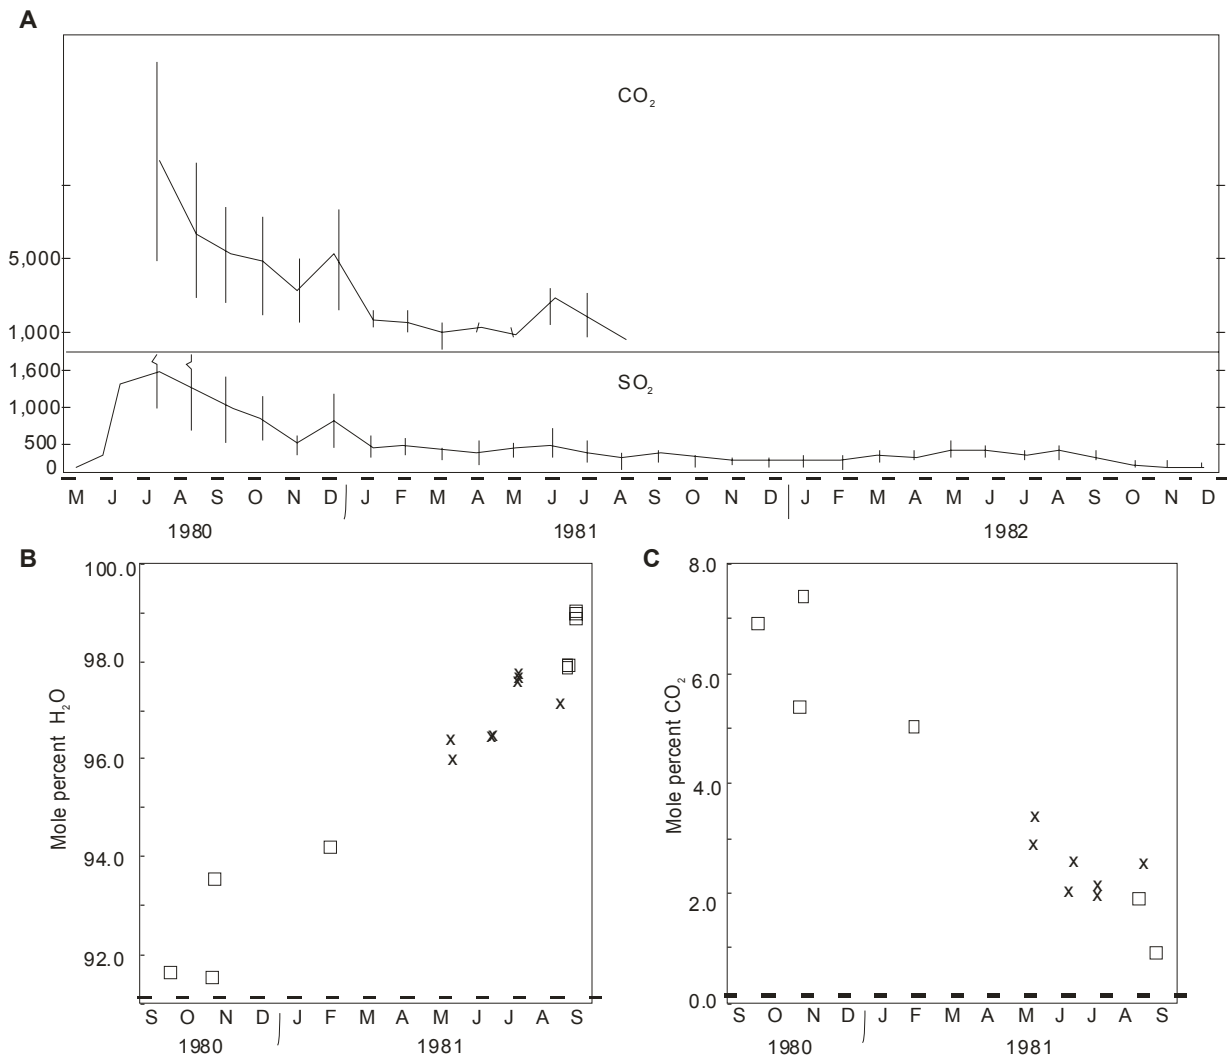 A
CO₂
5,000
1,000
1,600
SO₂
1,000
500
0
M J J A S O N D J F M A M J J A S O N D J F M A M J J A S O N D
1980 1981 1982
B
100.0
98.0
96.0
94.0
92.0
Mole percent H₂O
S O N D J F M A M J J A S
1980 1981
C
8.0
6.0
4.0
2.0
0.0
Mole percent CO₂
S O N D J F M A M J J A S
1980 1981